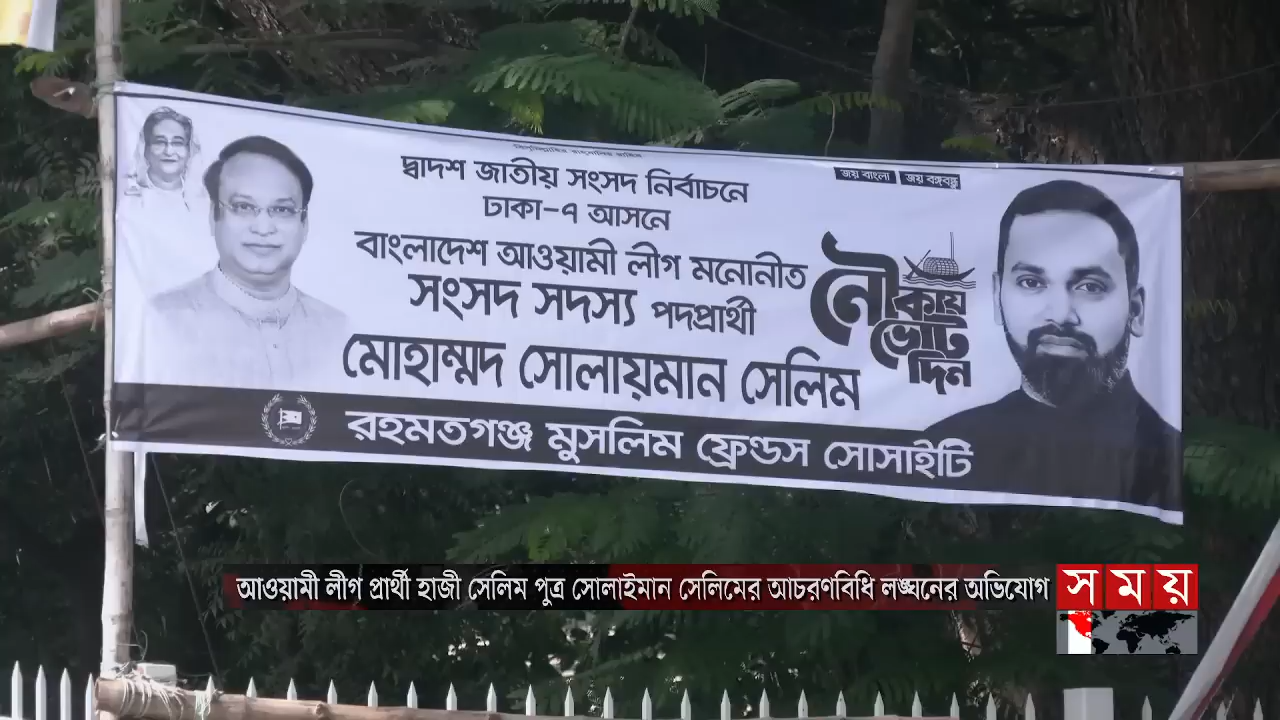 জয় বাংলা জয় বঙ্গবন্ধু
দ্বাদশ জাতীয় সংসদ নির্বাচনে
ঢাকা-৭ আসনে
বাংলাদেশ আওয়ামী লীগ মনোনীত
সংসদ সদস্য পদপ্রার্থী
মোহাম্মদ সোলায়মান সেলিম
নৌকায়
ভোট
দিন
রহমতগঞ্জ মুসলিম ফ্রেন্ডস সোসাইটি
আওয়ামী লীগ প্রার্থী হাজী সেলিম পুত্র সোলাইমান সেলিমের আচরণবিধি লঙ্ঘনের অভিযোগ
সময়